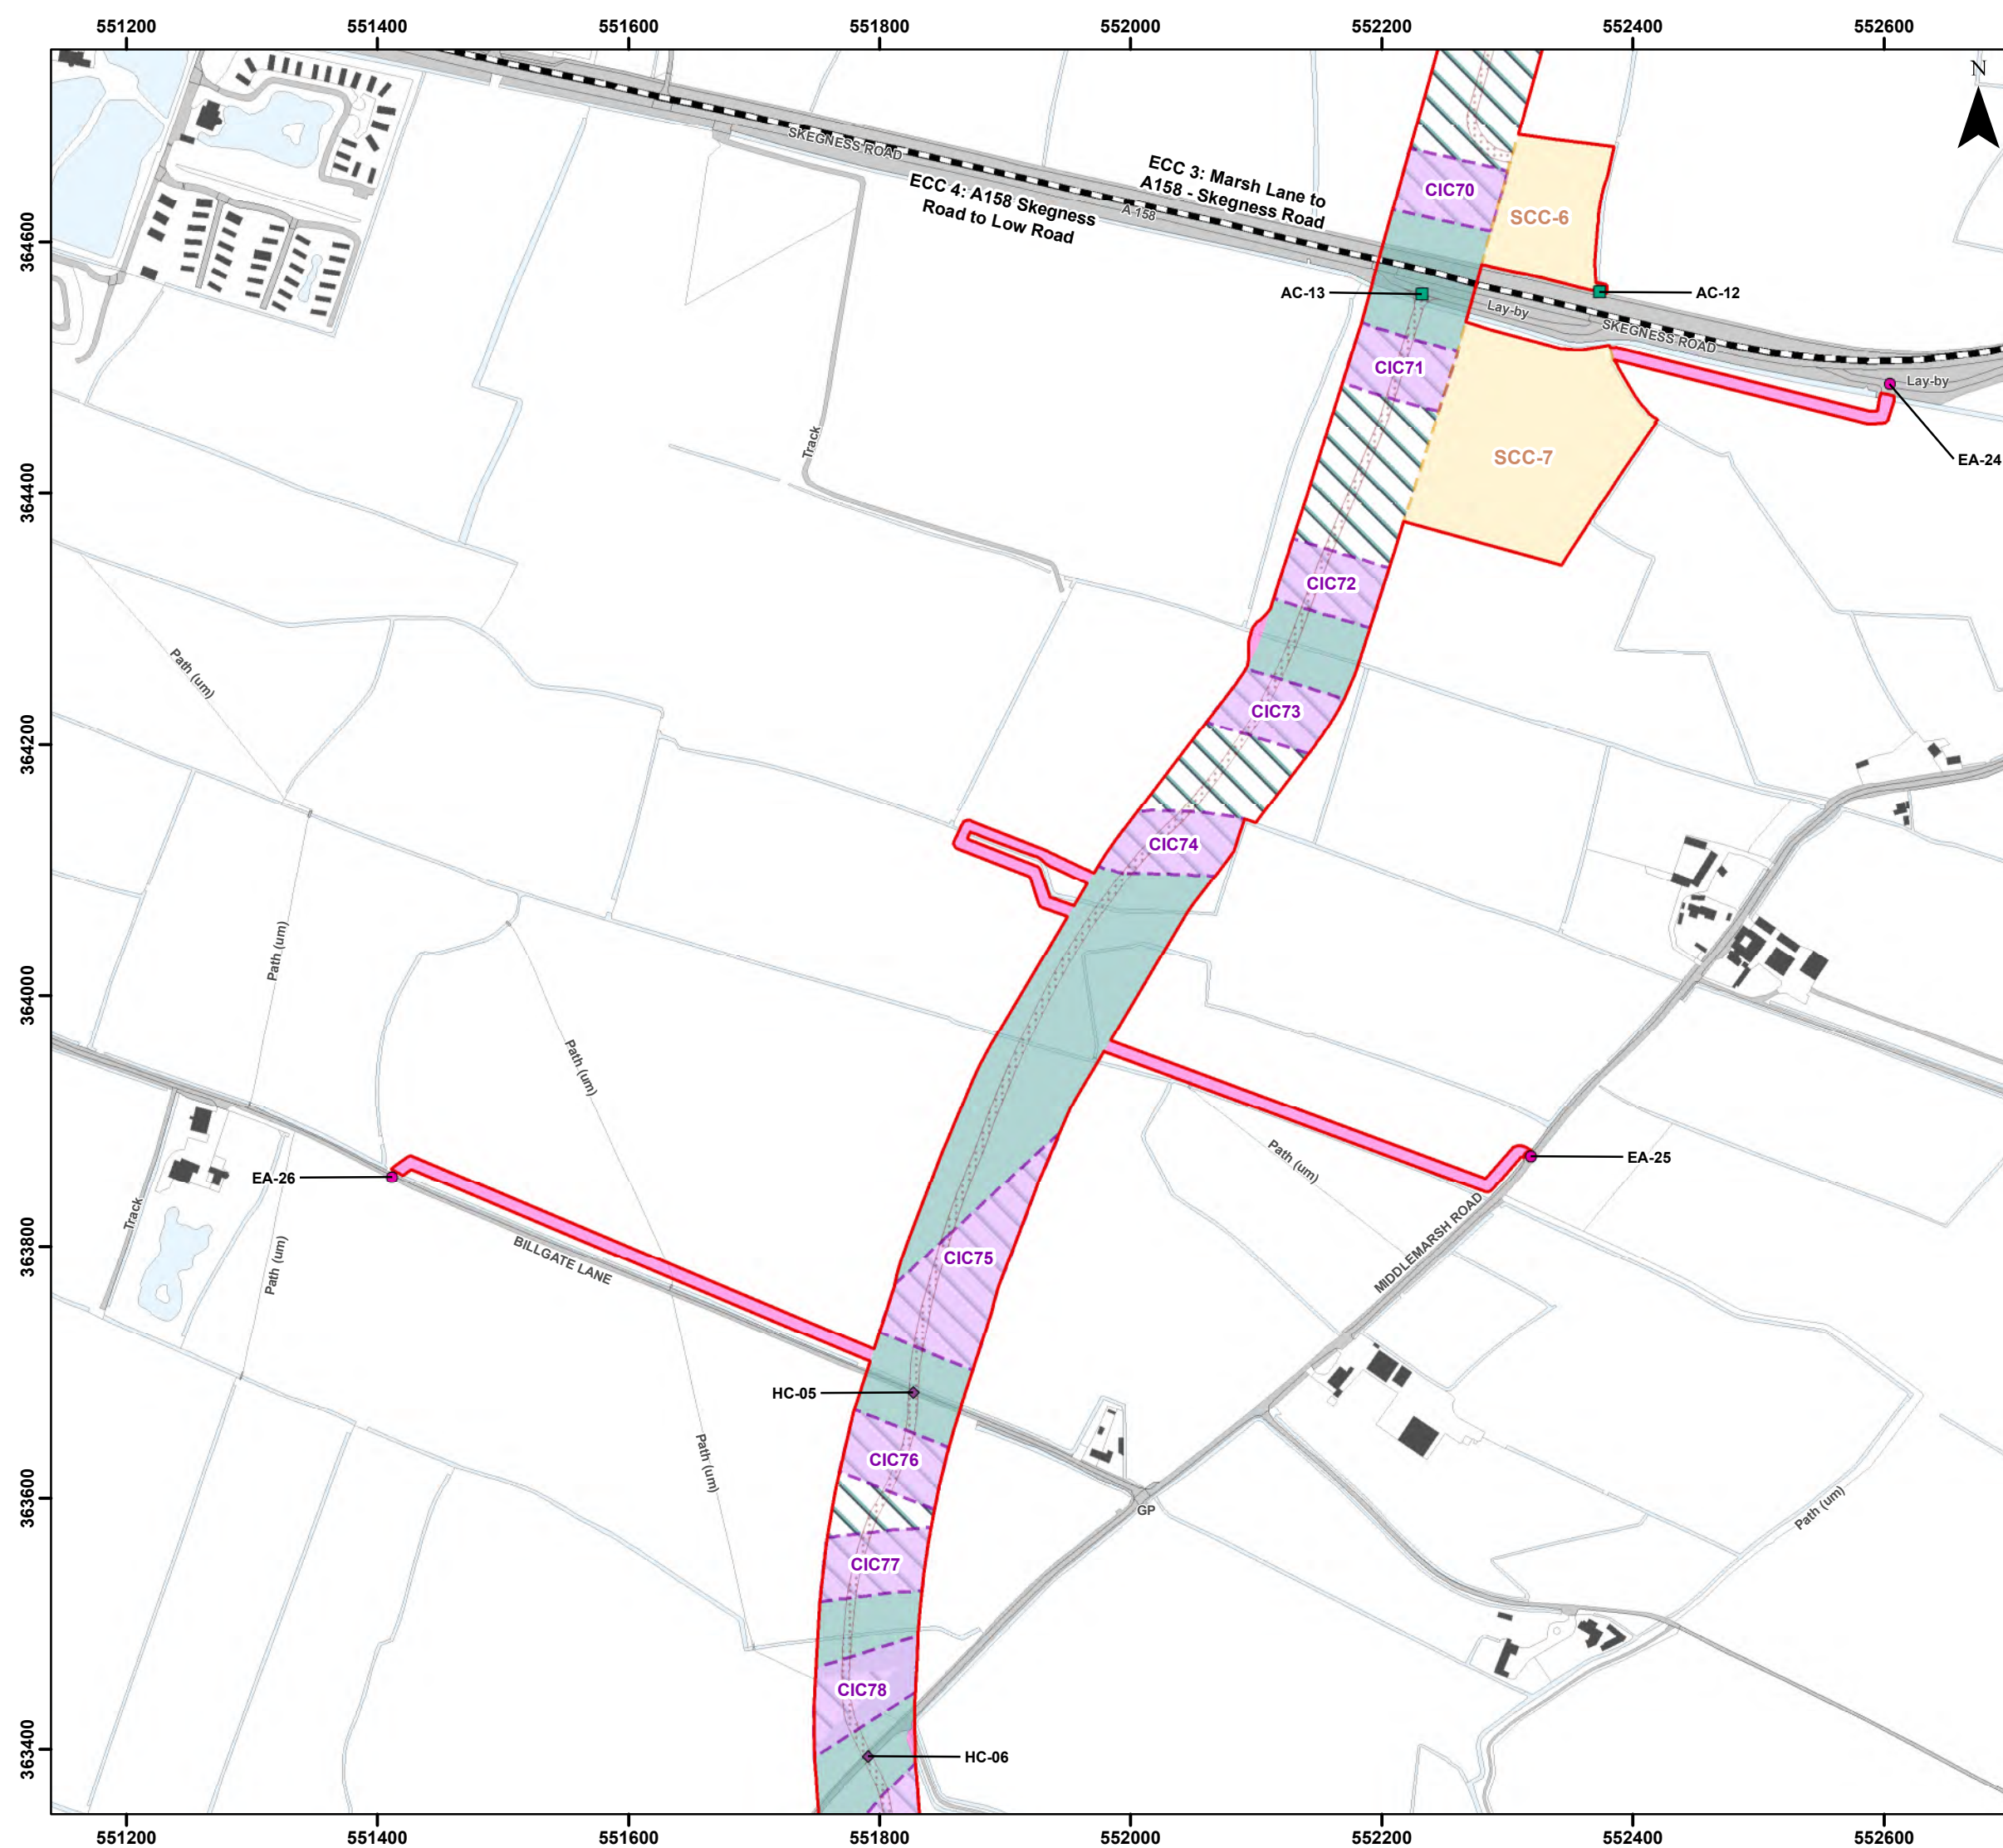 551200
551400
551600
551800
552000
552200
552400
552600
N
364600
364400
364200
364000
363800
363600
363400
SKEGNESS ROAD
ECC 3: Marsh Lane to
A158 - Skegness Road
ECC 4: A158 Skegness
Road to Low Road
A 158
CIC70
SCC-6
AC-13
AC-12
Lay-by
SKEGNESS ROAD
CIC71
Lay-by
Track
SCC-7
EA-24
CIC72
Path (um)
CIC73
CIC74
Path (um)
Path (um)
Path (um)
EA-25
EA-26
Track
Path (um)
BILLGATE LANE
CIC75
MIDDLEMARSH ROAD
HC-05
Path (um)
CIC76
GP
Path (um)
CIC77
CIC78
HC-06
551200
551400
551600
551800
552000
552200
552400
552600